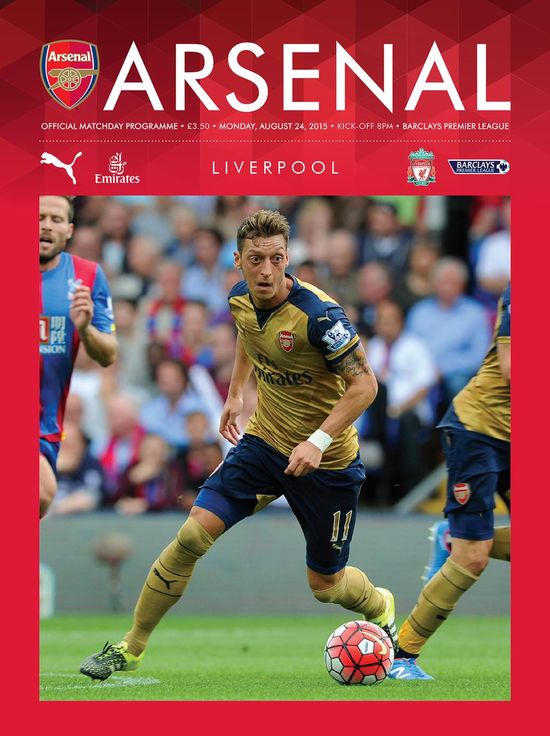 Arsenal
ARSENAL
OFFICIAL MATCHDAY PROGRAMME • £3.50 • MONDAY, AUGUST 24, 2015 • KICK-OFF 8PM • BARCLAYS PREMIER LEAGUE
Emirates
LIVERPOOL
BARCLAYS
PREMIER LEAGUE
Arsenal
Fly
Emirates
11